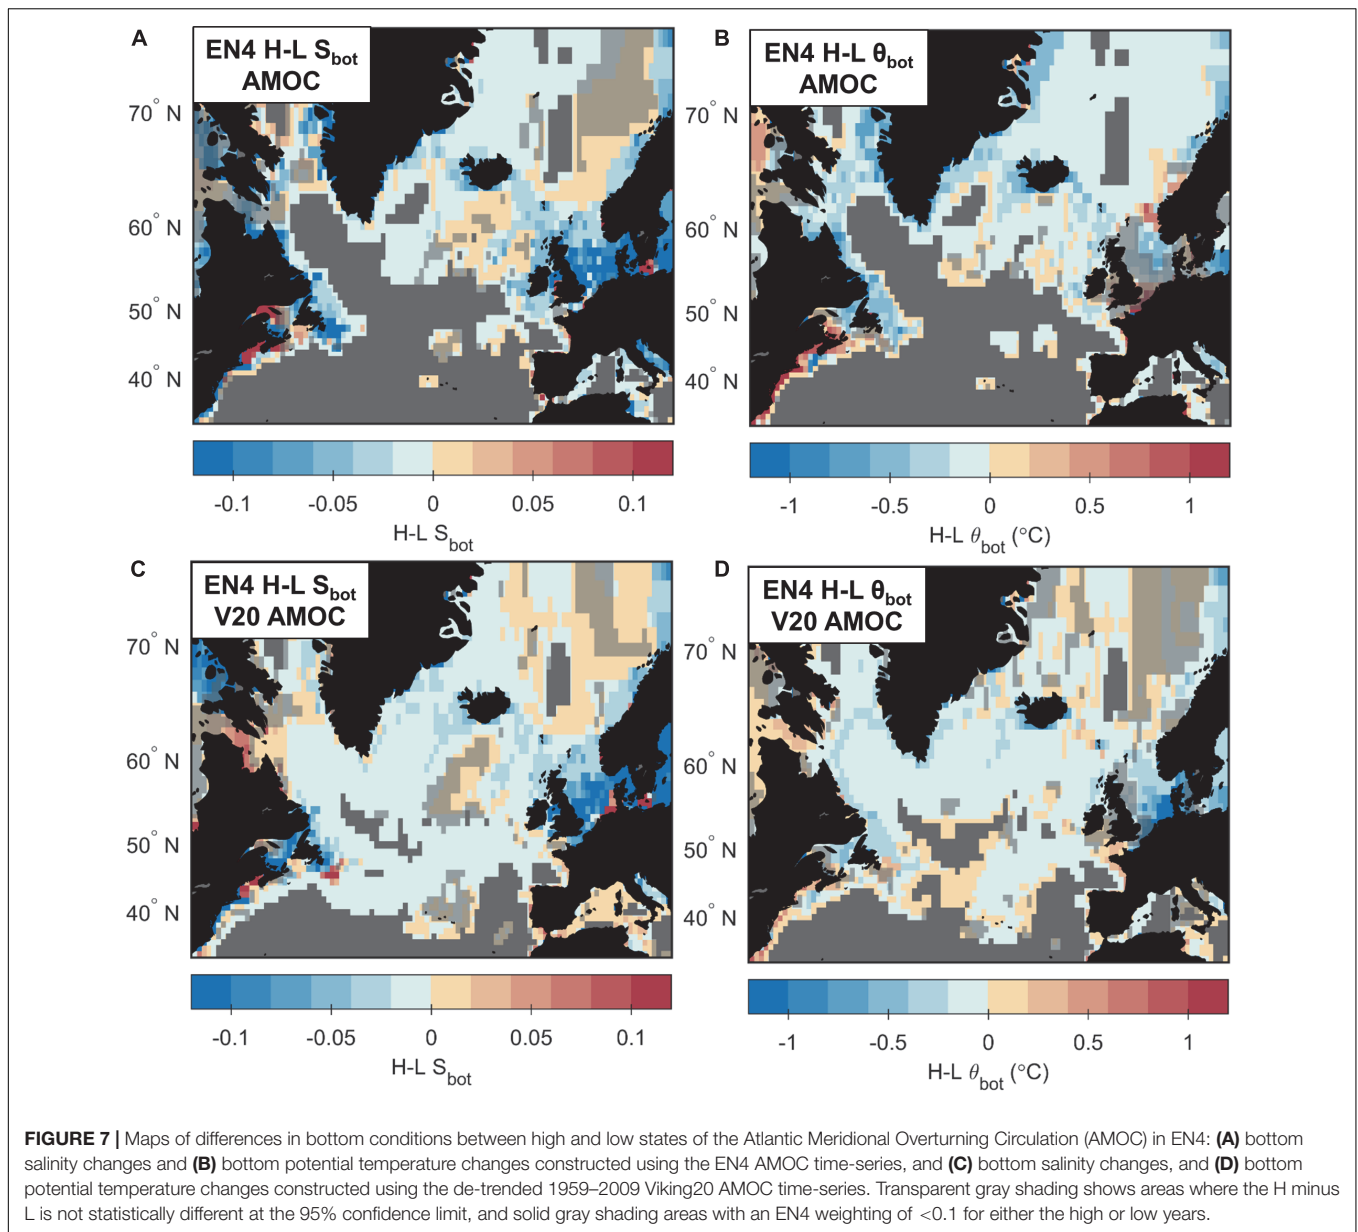 A
EN4 H-L Sbot
AMOC
70° N
60° N
50° N
40° N
-0.1 -0.05 0 0.05 0.1
H-L Sbot
B
EN4 H-L θbot
AMOC
70° N
60° N
50° N
40° N
-1 -0.5 0 0.5 1
H-L θbot (°C)
C
EN4 H-L Sbot
V20 AMOC
70° N
60° N
50° N
40° N
-0.1 -0.05 0 0.05 0.1
H-L Sbot
D
EN4 H-L θbot
V20 AMOC
70° N
60° N
50° N
40° N
-1 -0.5 0 0.5 1
H-L θbot (°C)
FIGURE 7 | Maps of differences in bottom conditions between high and low states of the Atlantic Meridional Overturning Circulation (AMOC) in EN4: (A) bottom
salinity changes and (B) bottom potential temperature changes constructed using the EN4 AMOC time-series, and (C) bottom salinity changes, and (D) bottom
potential temperature changes constructed using the de-trended 1959–2009 Viking20 AMOC time-series. Transparent gray shading shows areas where the H minus
L is not statistically different at the 95% confidence limit, and solid gray shading areas with an EN4 weighting of <0.1 for either the high or low years.